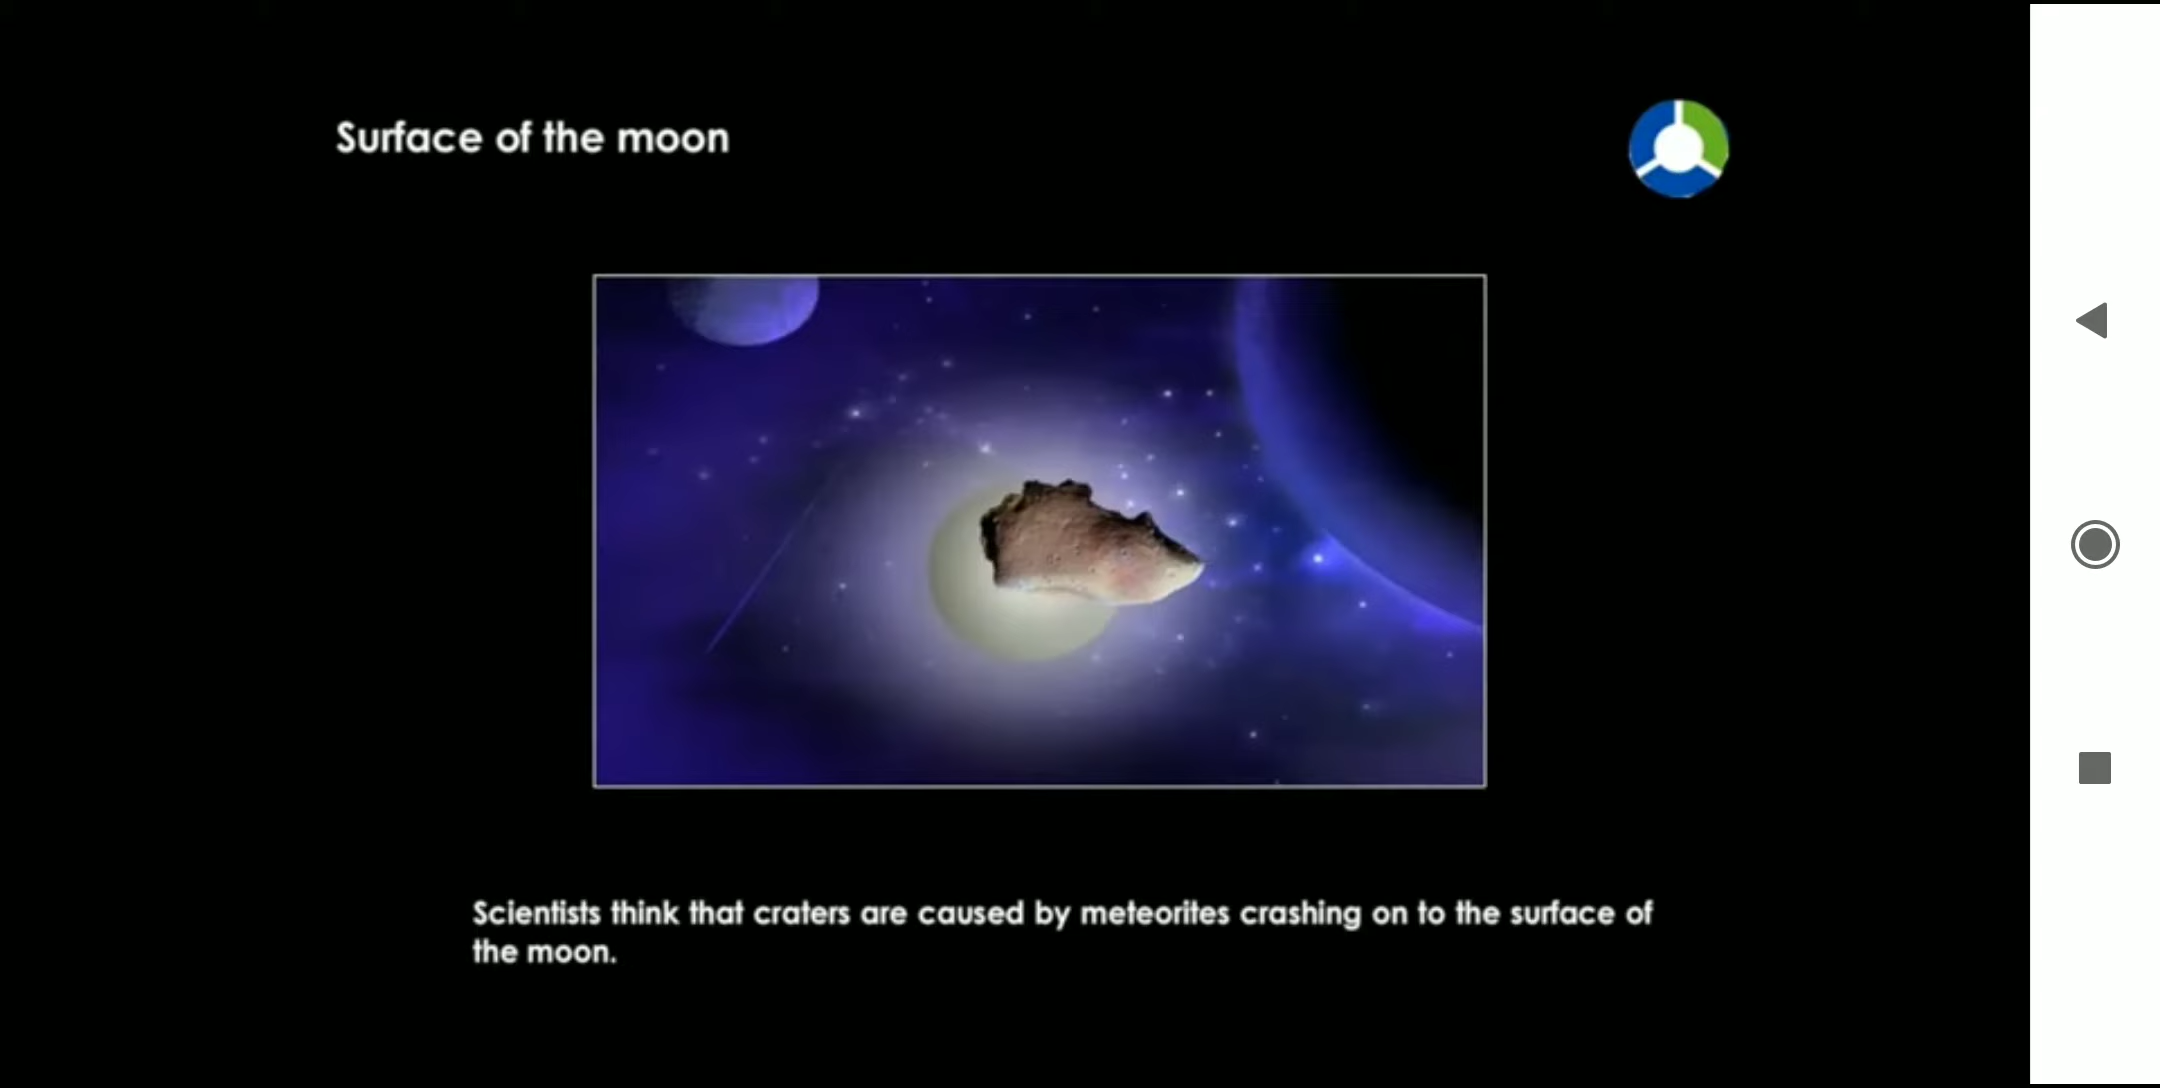 Surface of the moon
Scientists think that craters are caused by meteorites crashing on to the surface of
the moon.